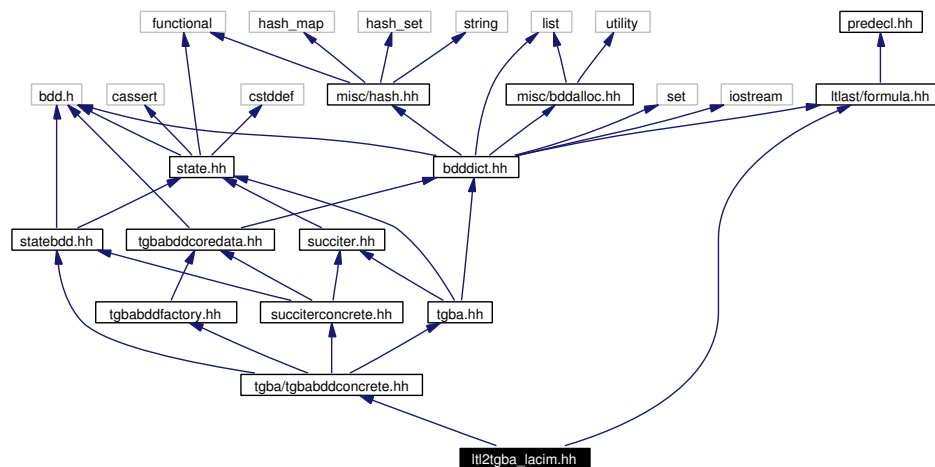 functional
hash_map
hash_set
string
list
utility
predecl.hh
bdd.h
cassert
cstddef
misc/hash.hh
misc/bddalloc.hh
set
iostream
ltlast/formula.hh
state.hh
bdddict.hh
statebdd.hh
tgbabddcoredata.hh
succiter.hh
tgbabddfactory.hh
succiterconcrete.hh
tgba.hh
tgba/tgbabddconcrete.hh
ltl2tgba_lacim.hh